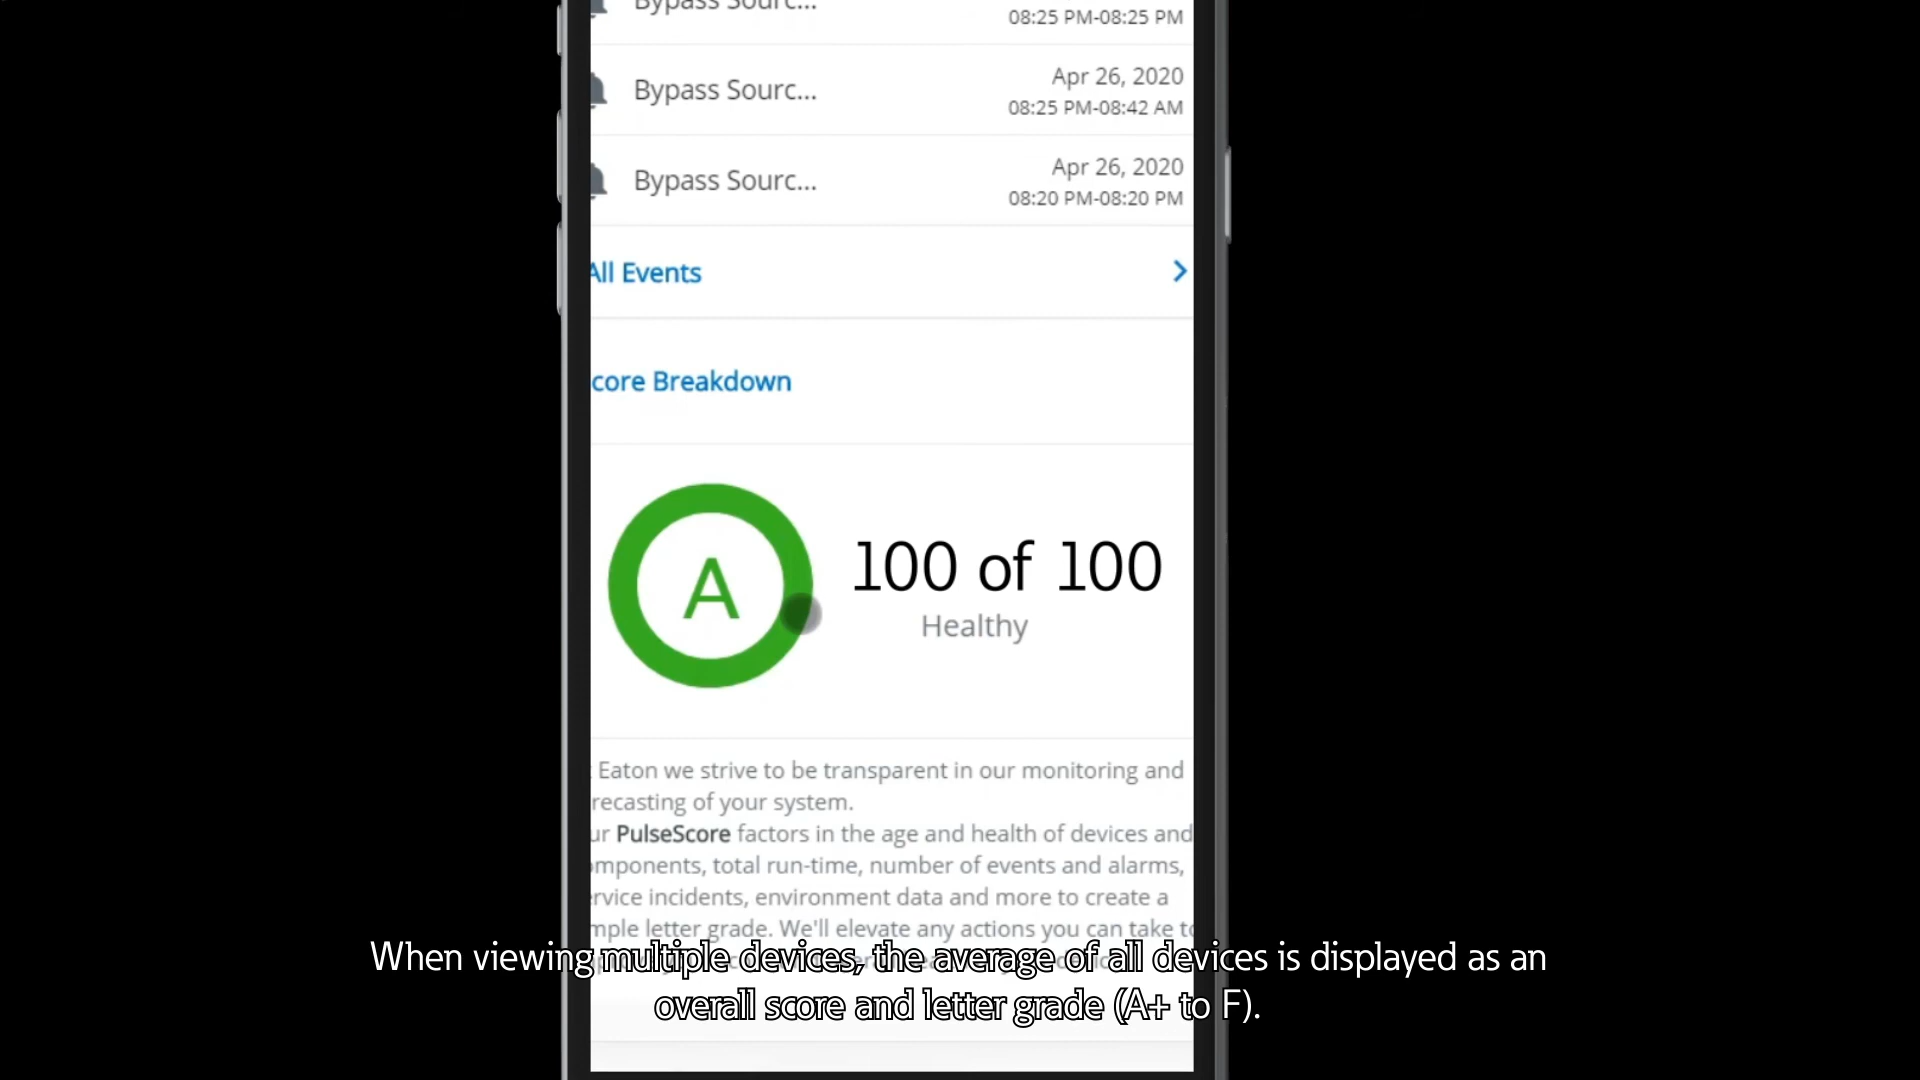 Bypass Sourc...
08:25 PM-08:25 PM
Bypass Sourc...
Apr 26, 2020
08:25 PM-08:42 AM
Bypass Sourc...
Apr 26, 2020
08:20 PM-08:20 PM
All Events
core Breakdown
A
100 of 100
Healthy
Eaton we strive to be transparent in our monitoring and
recasting of your system.
ur PulseScore factors in the age and health of devices and
omponents, total run-time, number of events and alarms,
ervice incidents, environment data and more to create a
mple letter grade. We'll elevate any actions you can take to
When viewing multiple devices, the average of all devices is displayed as an
overall score and letter grade (A+ to F).